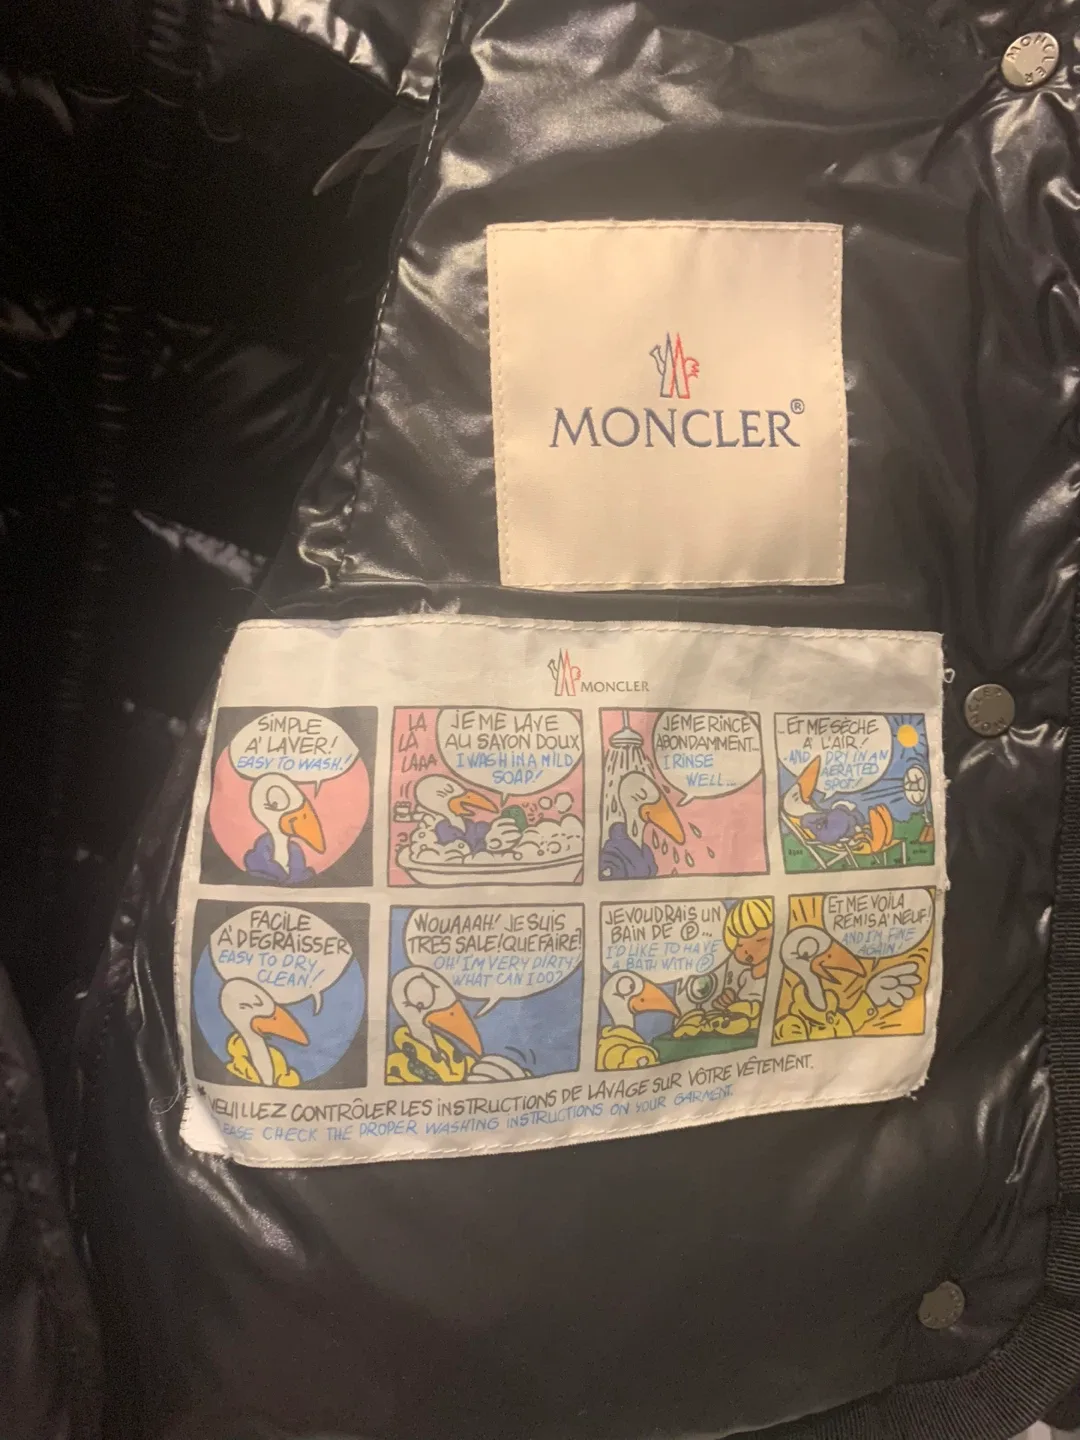 MONCLER
MONCLER®
MONCLER
MONCLER
SIMPLE
A' LAVER!
EASY TO WASH!
LA
LÀ
LAAA
JE ME LAVE
AU SAVON DOUX
I WASH IN A MILD
SOAP!
JE ME RINCE
ABONDAMMENT...
I RINSE
WELL...
..ET ME SÈCHE
À L'AIR!
..AND DRY IN AN
AERATED
SPOT!
FACILE
A' DÉGRAISSER
EASY TO DRY
CLEAN!
WOUAAAH! JE SUIS
TRES SALE! QUE FAIRE?
OH! I'M VERY DIRTY!
WHAT CAN I DO?
JE VOUDRAIS UN
BAIN DE Ⓟ...
I'D LIKE TO HAVE
A BATH WITH Ⓟ
ET ME VOILA
REMIS A' NEUF!
AND I'M FINE
AGAIN!
*VEUILLEZ CONTRÔLER LES INSTRUCTIONS DE LAVAGE SUR VÔTRE VÊTEMENT.
EASE CHECK THE PROPER WASHING INSTRUCTIONS ON YOUR GARMENT.